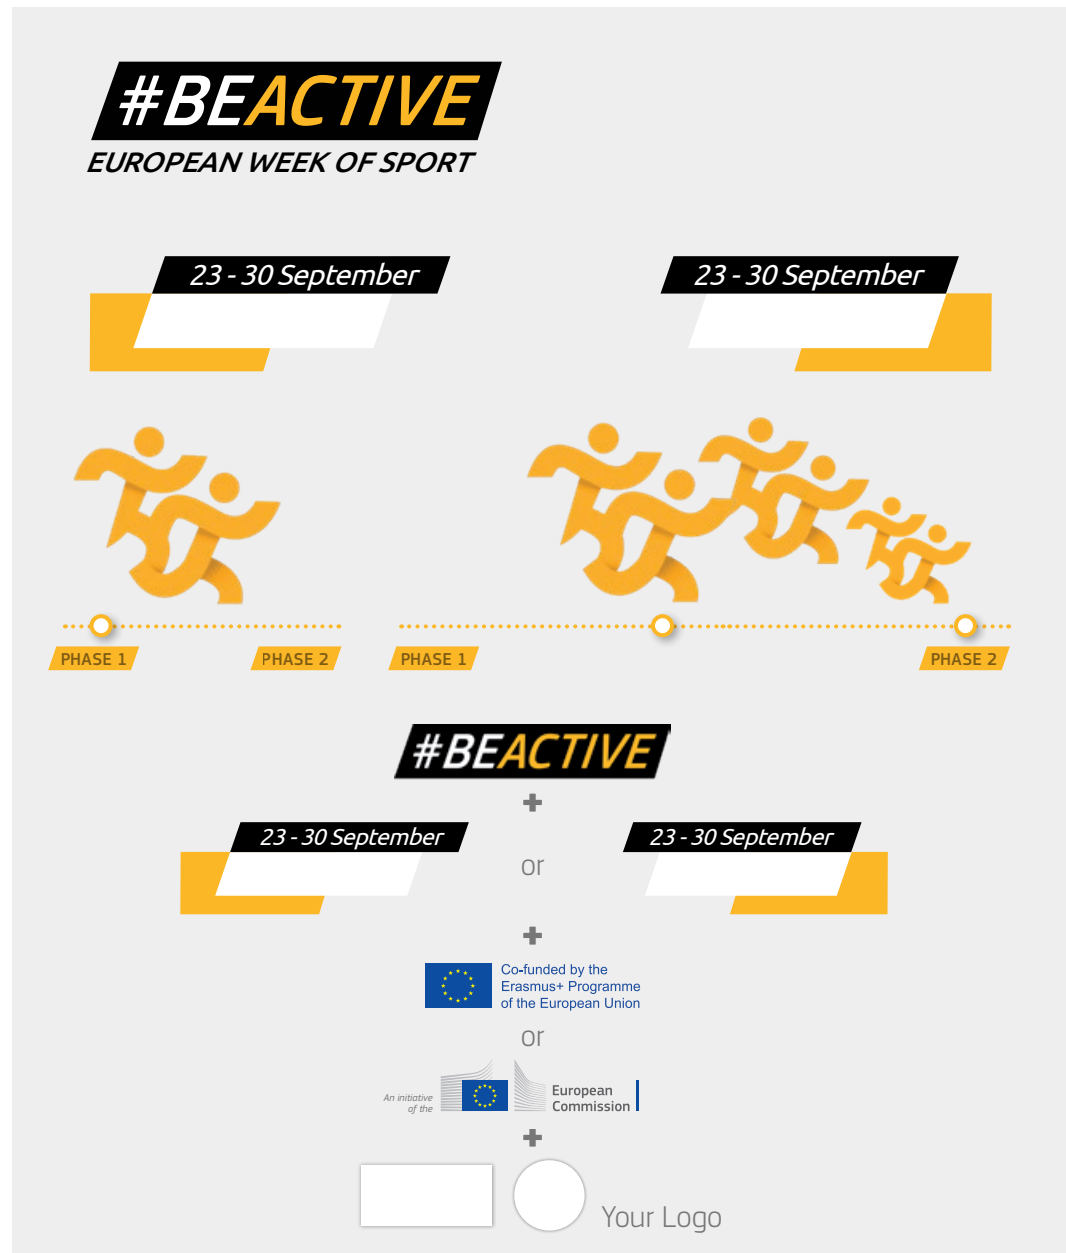 #BEACTIVE
EUROPEAN WEEK OF SPORT
23 - 30 September
23 - 30 September
PHASE 1
PHASE 2
PHASE 1
PHASE 2
#BEACTIVE
+
23 - 30 September
or
23 - 30 September
+
Co-funded by the
Erasmus+ Programme
of the European Union
or
An initiative
of the
European
Commission
+
Your Logo